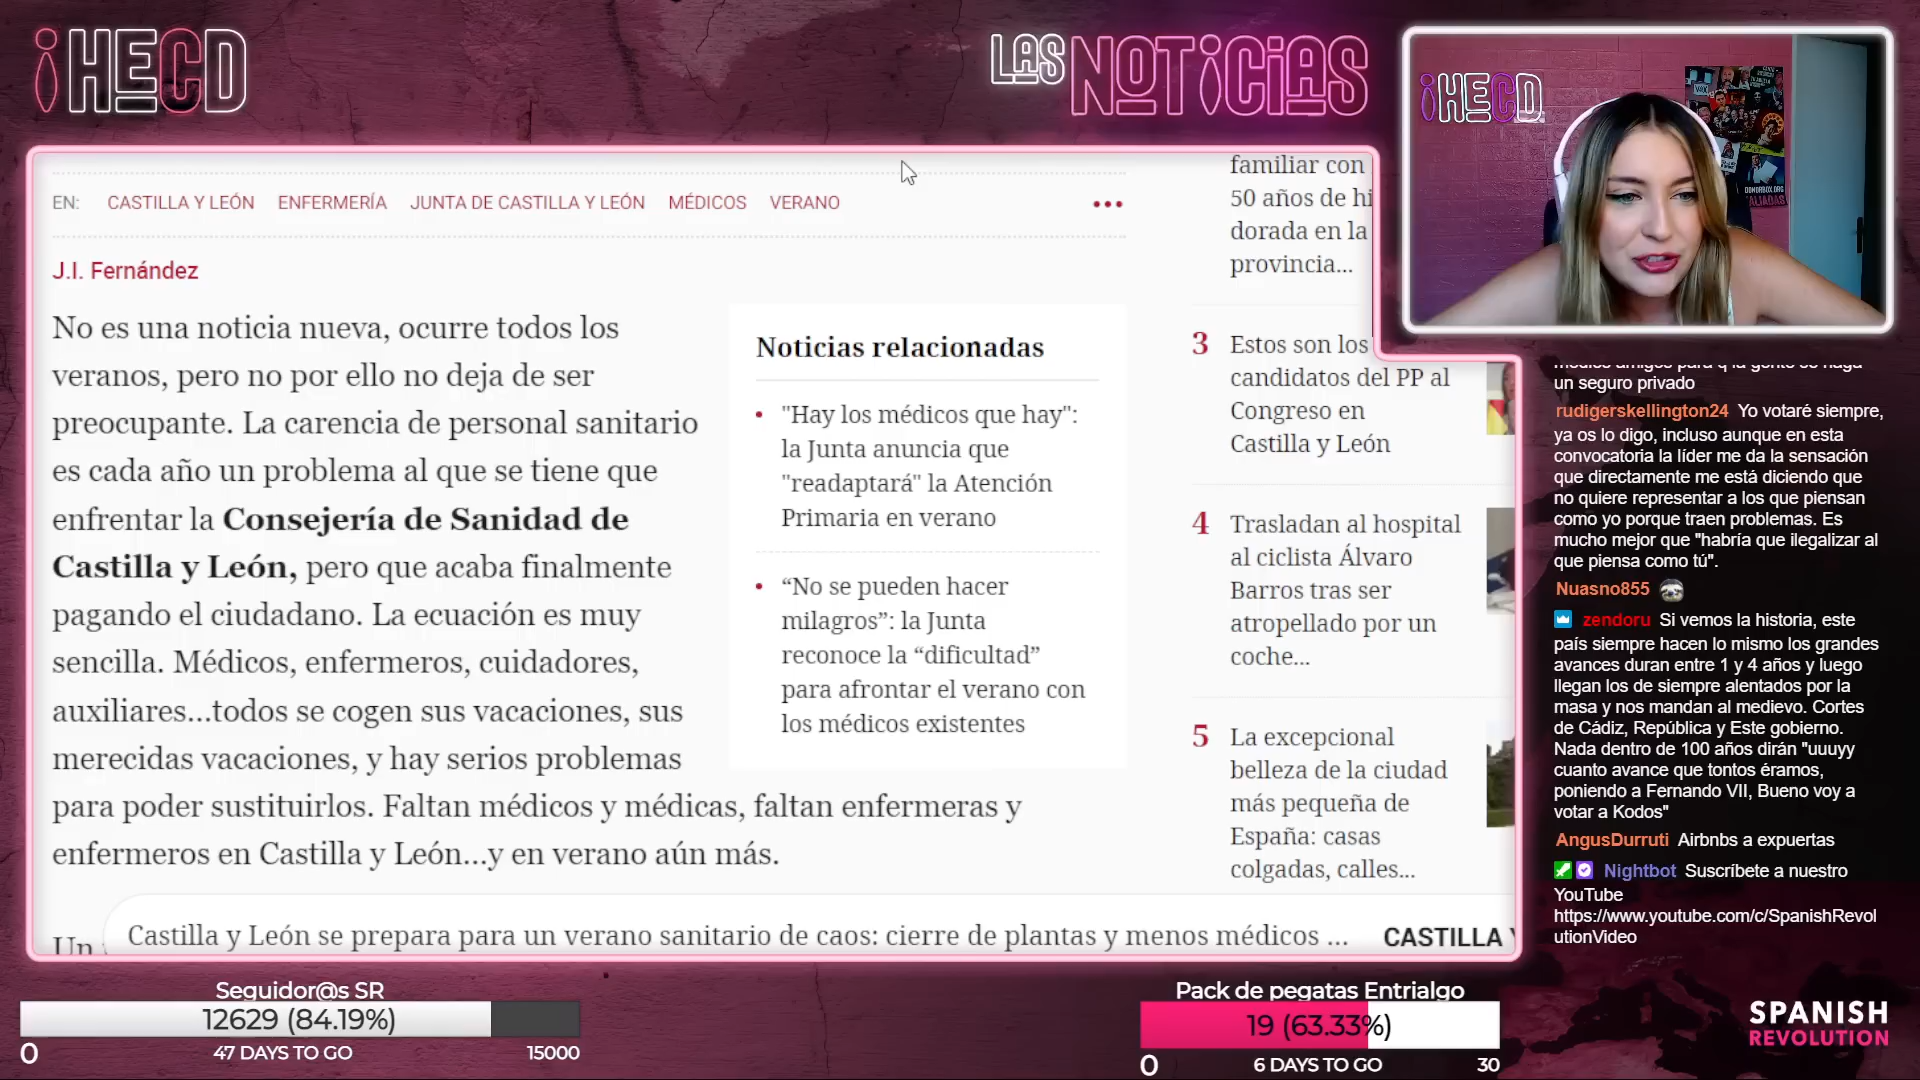 ¡HECD
LAS NOTICIAS
¡HECD
EN: CASTILLA Y LEÓN ENFERMERÍA JUNTA DE CASTILLA Y LEÓN MÉDICOS VERANO
J.I. Fernández
No es una noticia nueva, ocurre todos los
veranos, pero no por ello no deja de ser
preocupante. La carencia de personal sanitario
es cada año un problema al que se tiene que
enfrentar la Consejería de Sanidad de
Castilla y León, pero que acaba finalmente
pagando el ciudadano. La ecuación es muy
sencilla. Médicos, enfermeros, cuidadores,
auxiliares...todos se cogen sus vacaciones, sus
merecidas vacaciones, y hay serios problemas
para poder sustituirlos. Faltan médicos y médicas, faltan enfermeras y
enfermeros en Castilla y León...y en verano aún más.
Un
Noticias relacionadas
• "Hay los médicos que hay":
la Junta anuncia que
"readaptará" la Atención
Primaria en verano
• “No se pueden hacer
milagros”: la Junta
reconoce la “dificultad”
para afrontar el verano con
los médicos existentes
familiar con
50 años de hi
dorada en la
provincia...
3 Estos son los
candidatos del PP al
Congreso en
Castilla y León
4 Trasladan al hospital
al ciclista Álvaro
Barros tras ser
atropellado por un
coche...
5 La excepcional
belleza de la ciudad
más pequeña de
España: casas
colgadas, calles...
Castilla y León se prepara para un verano sanitario de caos: cierre de plantas y menos médicos ... CASTILLA Y
medios amigos para q la gente se haga
un seguro privado
rudigerskellington24 Yo votaré siempre,
ya os lo digo, incluso aunque en esta
convocatoria la líder me da la sensación
que directamente me está diciendo que
no quiere representar a los que piensan
como yo porque traen problemas. Es
mucho mejor que "habría que ilegalizar al
que piensa como tú".
Nuasno855
zendoru Si vemos la historia, este
país siempre hacen lo mismo los grandes
avances duran entre 1 y 4 años y luego
llegan los de siempre alentados por la
masa y nos mandan al medievo. Cortes
de Cádiz, República y Este gobierno.
Nada dentro de 100 años dirán "uuuyy
cuanto avance que tontos éramos,
poniendo a Fernando VII, Bueno voy a
votar a Kodos"
AngusDurruti Airbnbs a expuertas
Nightbot Suscríbete a nuestro
YouTube
https://www.youtube.com/c/SpanishRevol
utionVideo
Seguidor@s SR
12629 (84.19%)
0 47 DAYS TO GO 15000
Pack de pegatas Entrialgo
19 (63.33%)
0 6 DAYS TO GO 30
SPANISH
REVOLUTION